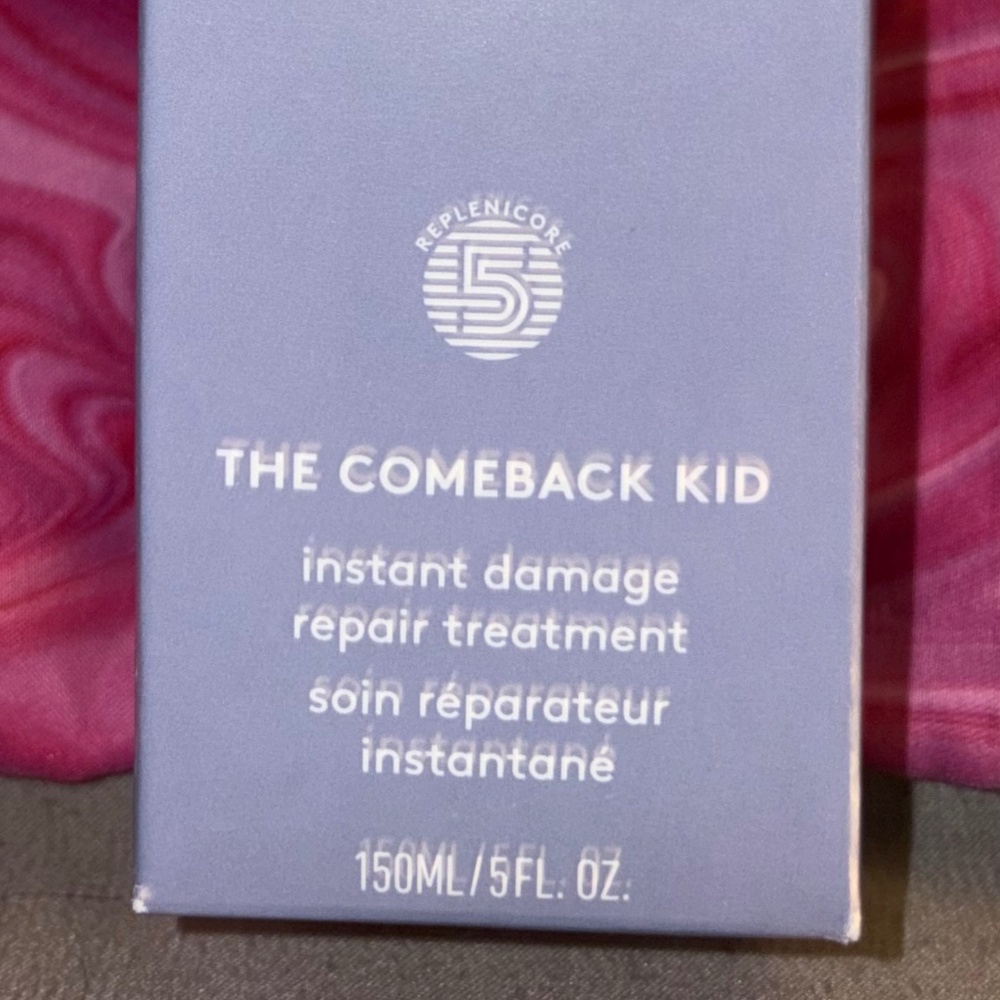 REPLENICORE
5
THE COMEBACK KID
instant damage
repair treatment
soin réparateur
instantané
150ML/5FL. OZ.